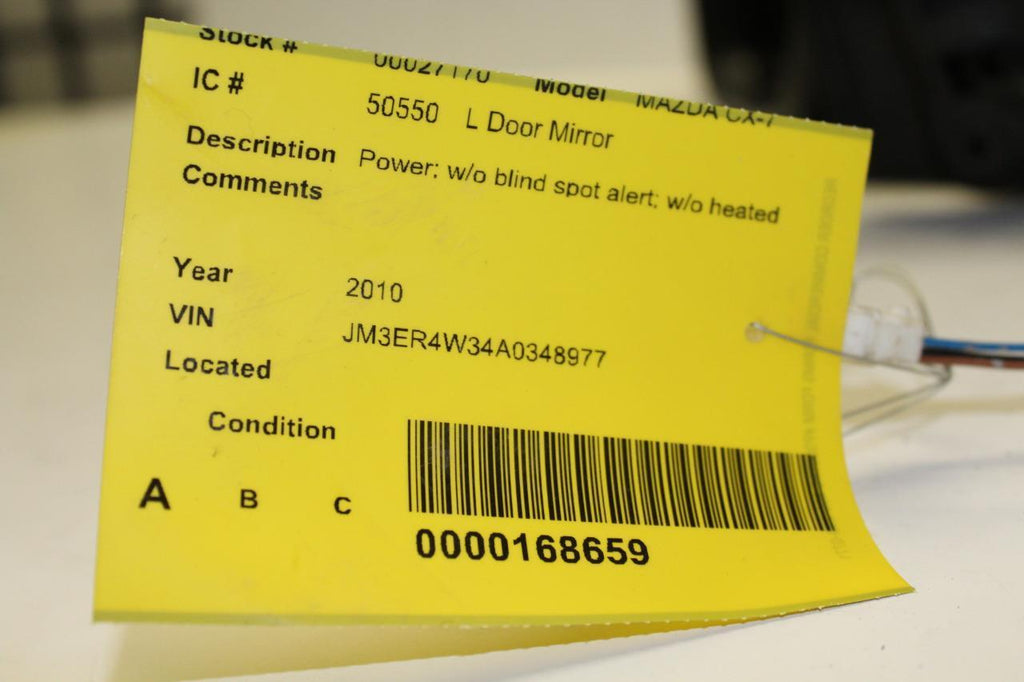 Stock # 00027170 Model MAZDA CX-7
IC # 50550 L Door Mirror
Description Power; w/o blind spot alert; w/o heated
Comments
Year 2010
VIN JM3ER4W34A0348977
Located
Condition
A B C
0000168659